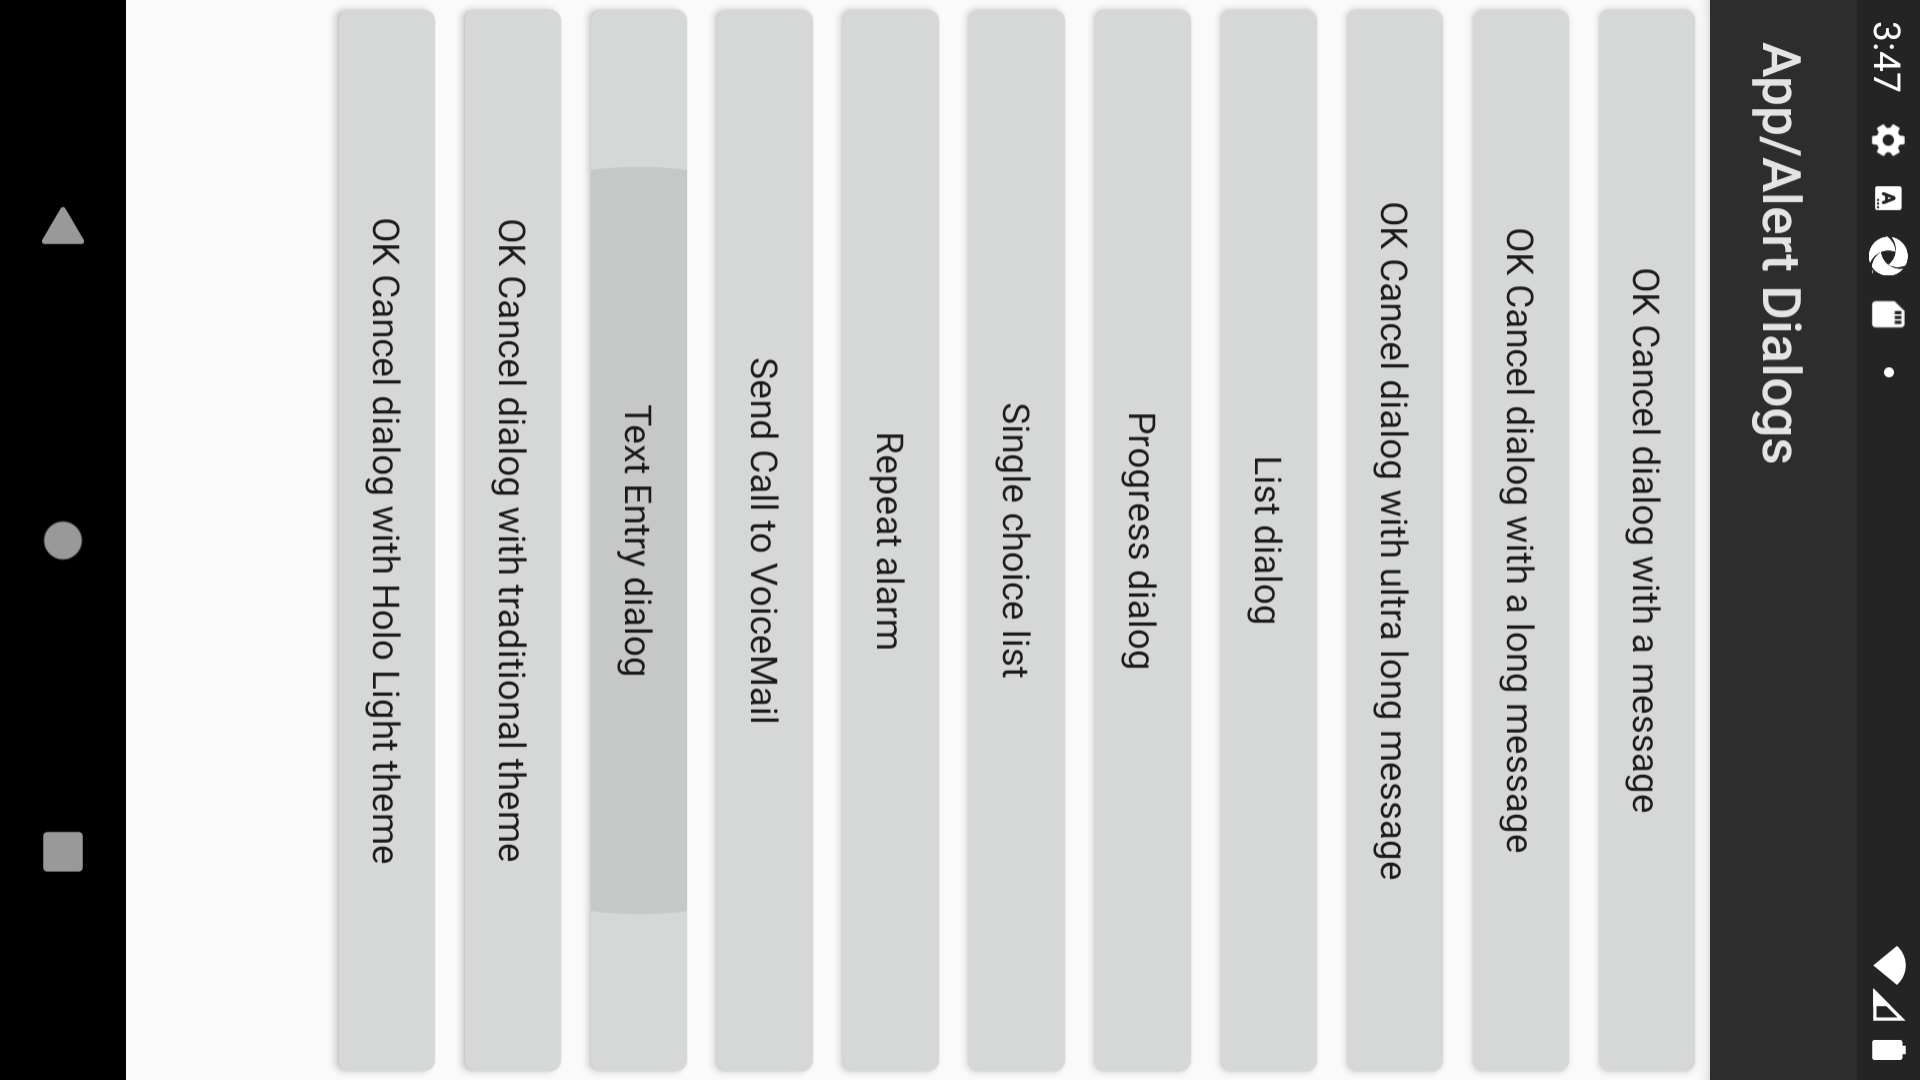 3:47
App/Alert Dialogs
OK Cancel dialog with a message
OK Cancel dialog with a long message
OK Cancel dialog with ultra long message
List dialog
Progress dialog
Single choice list
Repeat alarm
Send Call to VoiceMail
Text Entry dialog
OK Cancel dialog with traditional theme
OK Cancel dialog with Holo Light theme